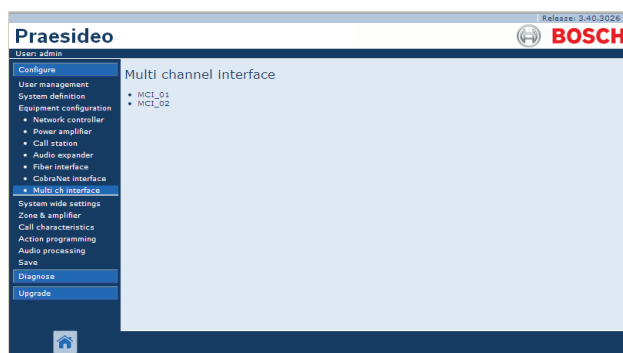 Release: 3.40.3026
Praesideo
BOSCH
User: admin
Configure
User management
System definition
Equipment configuration
• Network controller
• Power amplifier
• Call station
• Audio expander
• Fiber interface
• CobraNet interface
• Multi ch interface
System wide settings
Zone & amplifier
Call characteristics
Action programming
Audio processing
Save
Diagnose
Upgrade
Multi channel interface
• MCI_01
• MCI_02